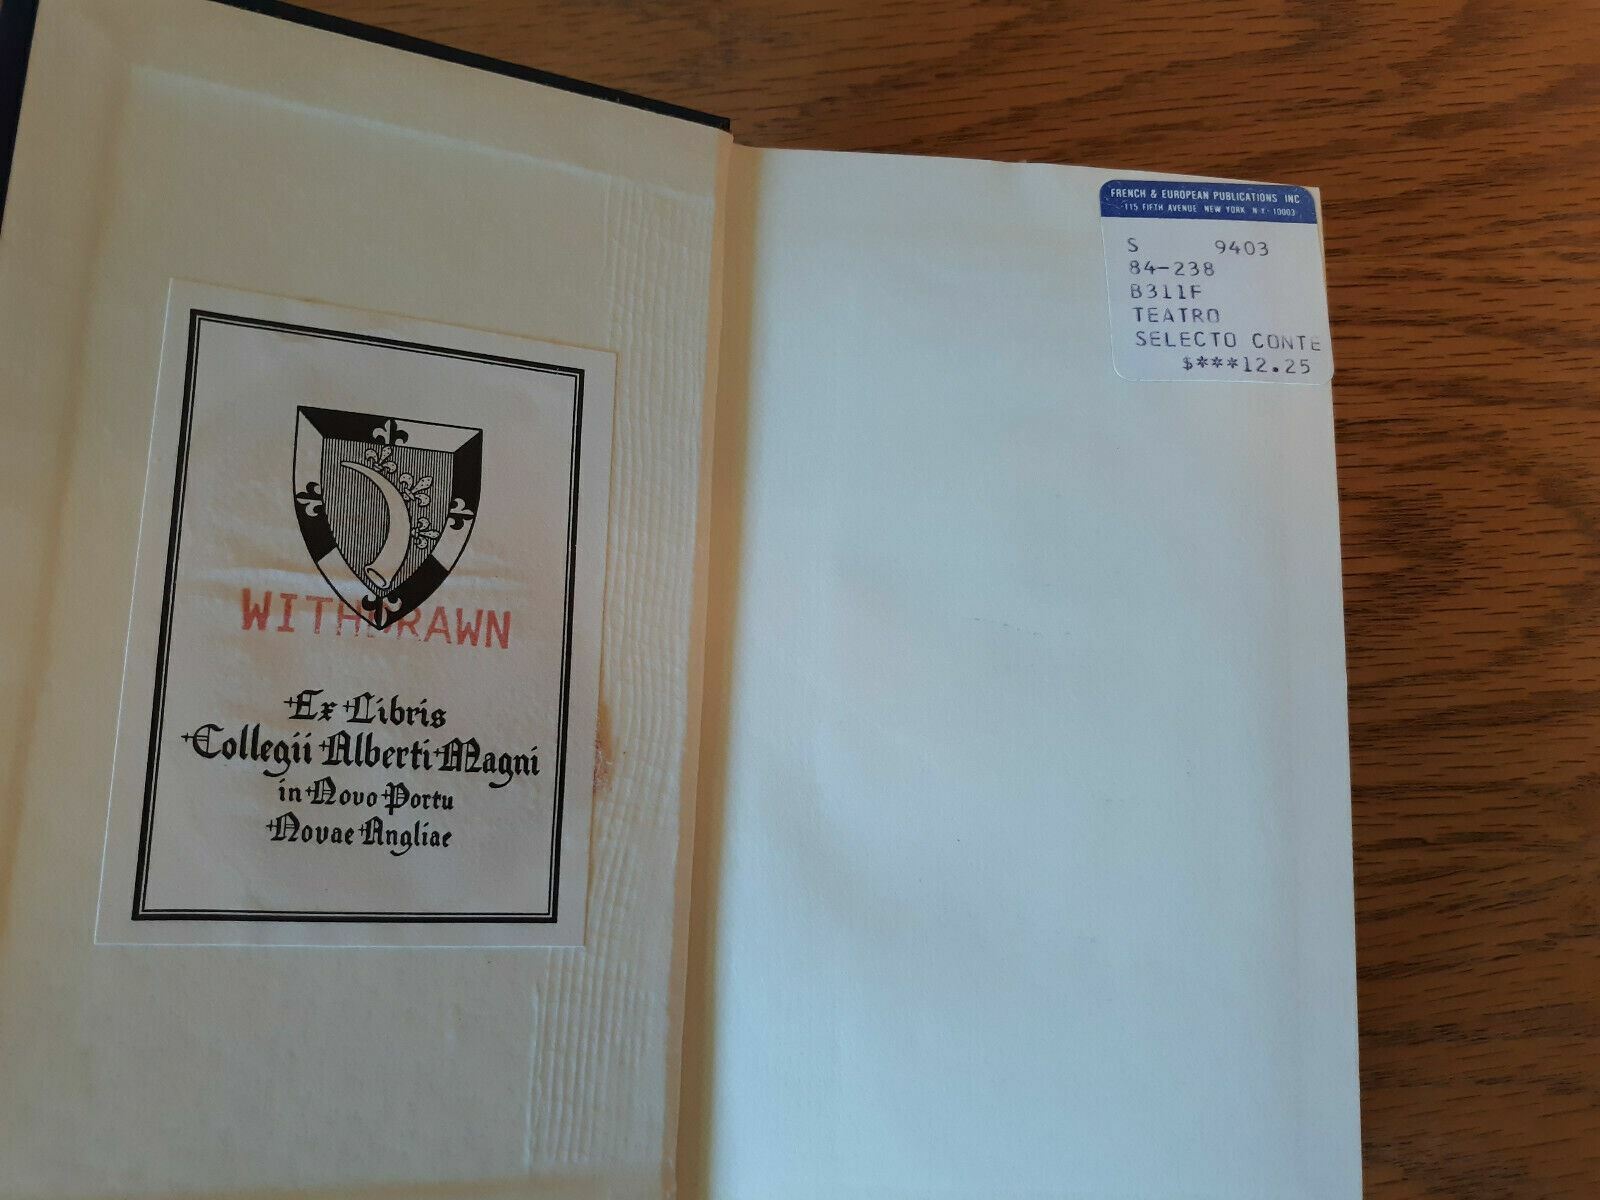 WITHDRAWN
Ex Libris
Collegii Alberti Magni
in Novo Portu
Novae Angliae
FRENCH & EUROPEAN PUBLICATIONS INC
115 FIFTH AVENUE NEW YORK N Y - 10003
S 9403
84-238
B311F
TEATRO
SELECTO CONTE
$***12.25